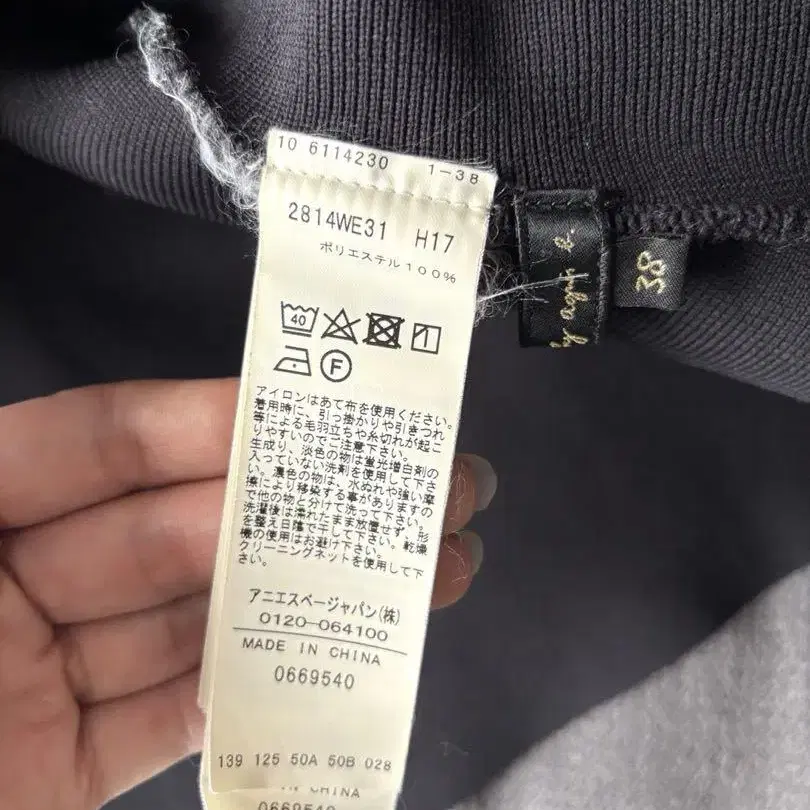 10 6114230 1-38
2814WE31 H17
ポリエステル100%
40
F
アイロンはあて布を使用ください。
着用時に、引っ掛かりや引きつれ
等による毛羽立ちや糸切れが起こ
りやすいのでご注意下さい。
生成り、淡色の物は蛍光増白剤の
入っていない洗剤を使用して下さ
い。濃色の物は、水ぬれや強い摩
擦により移染する事がありますの
で他の物と分けて洗って下さい。
洗濯後は濡れたまま放置せず、形
を整え日陰で干して下さい。乾燥
機の使用はお避け下さい。
クリーニングネットを使用して下
さい。
アニエスベージャパン(株)
0120-064100
MADE IN CHINA
0669540
139 125 50A 50B 028
IN CHINA
0669540
by agnès b.
38